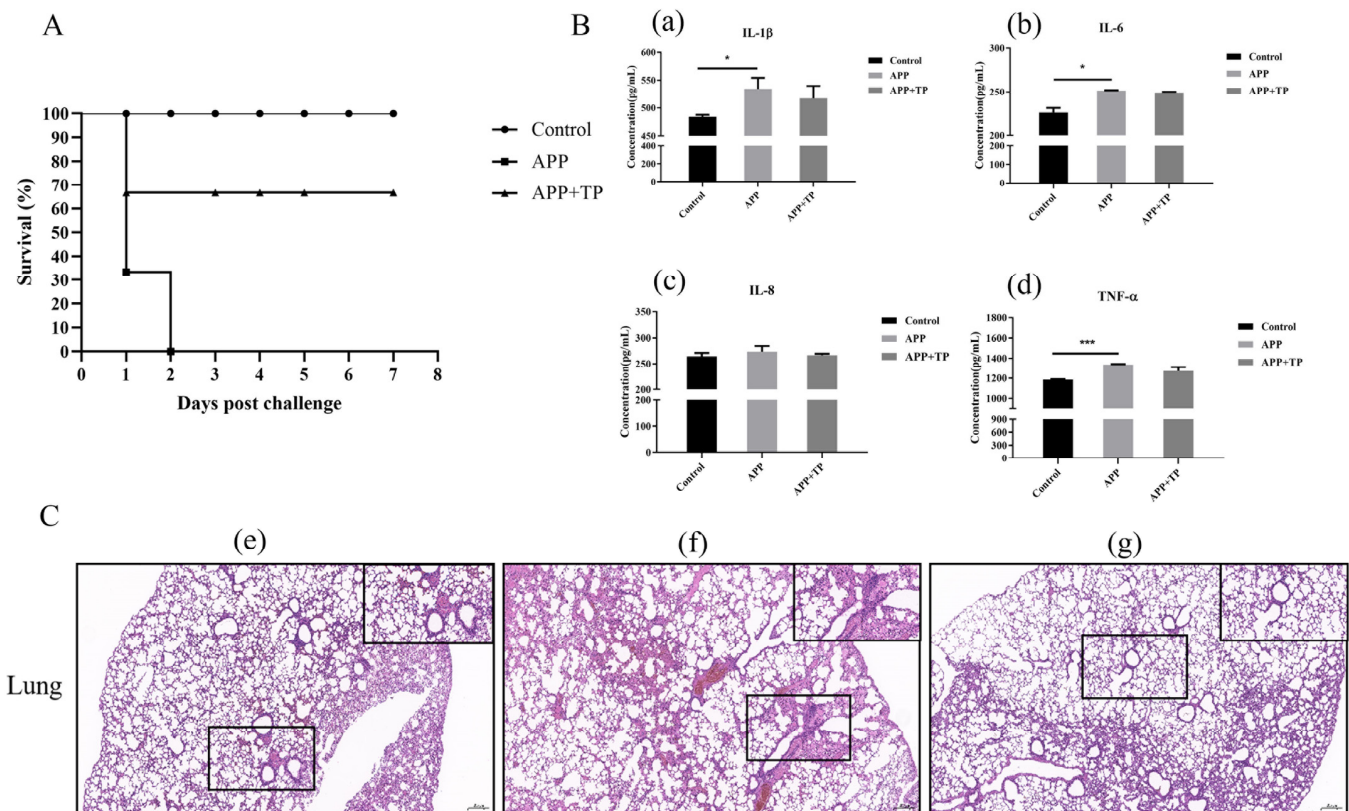 A
100
90
80
70
60
50
40
30
20
10
0
Survival (%)
0 1 2 3 4 5 6 7 8
Days post challenge
Control
APP
APP+TP
B
(a)
IL-1β
*
600
550
500
450
400
200
0
Concentration(pg/mL)
Control
APP
APP+TP
Control
APP
APP+TP
(b)
IL-6
*
300
250
200
200
100
0
Concentration(pg/mL)
Control
APP
APP+TP
Control
APP
APP+TP
(c)
IL-8
350
300
250
200
200
100
0
Concentration(pg/mL)
Control
APP
APP+TP
Control
APP
APP+TP
(d)
TNF-α
***
1800
1600
1400
1200
1000
900
600
300
0
Concentration(pg/mL)
Control
APP
APP+TP
Control
APP
APP+TP
C
(e)
(f)
(g)
Lung